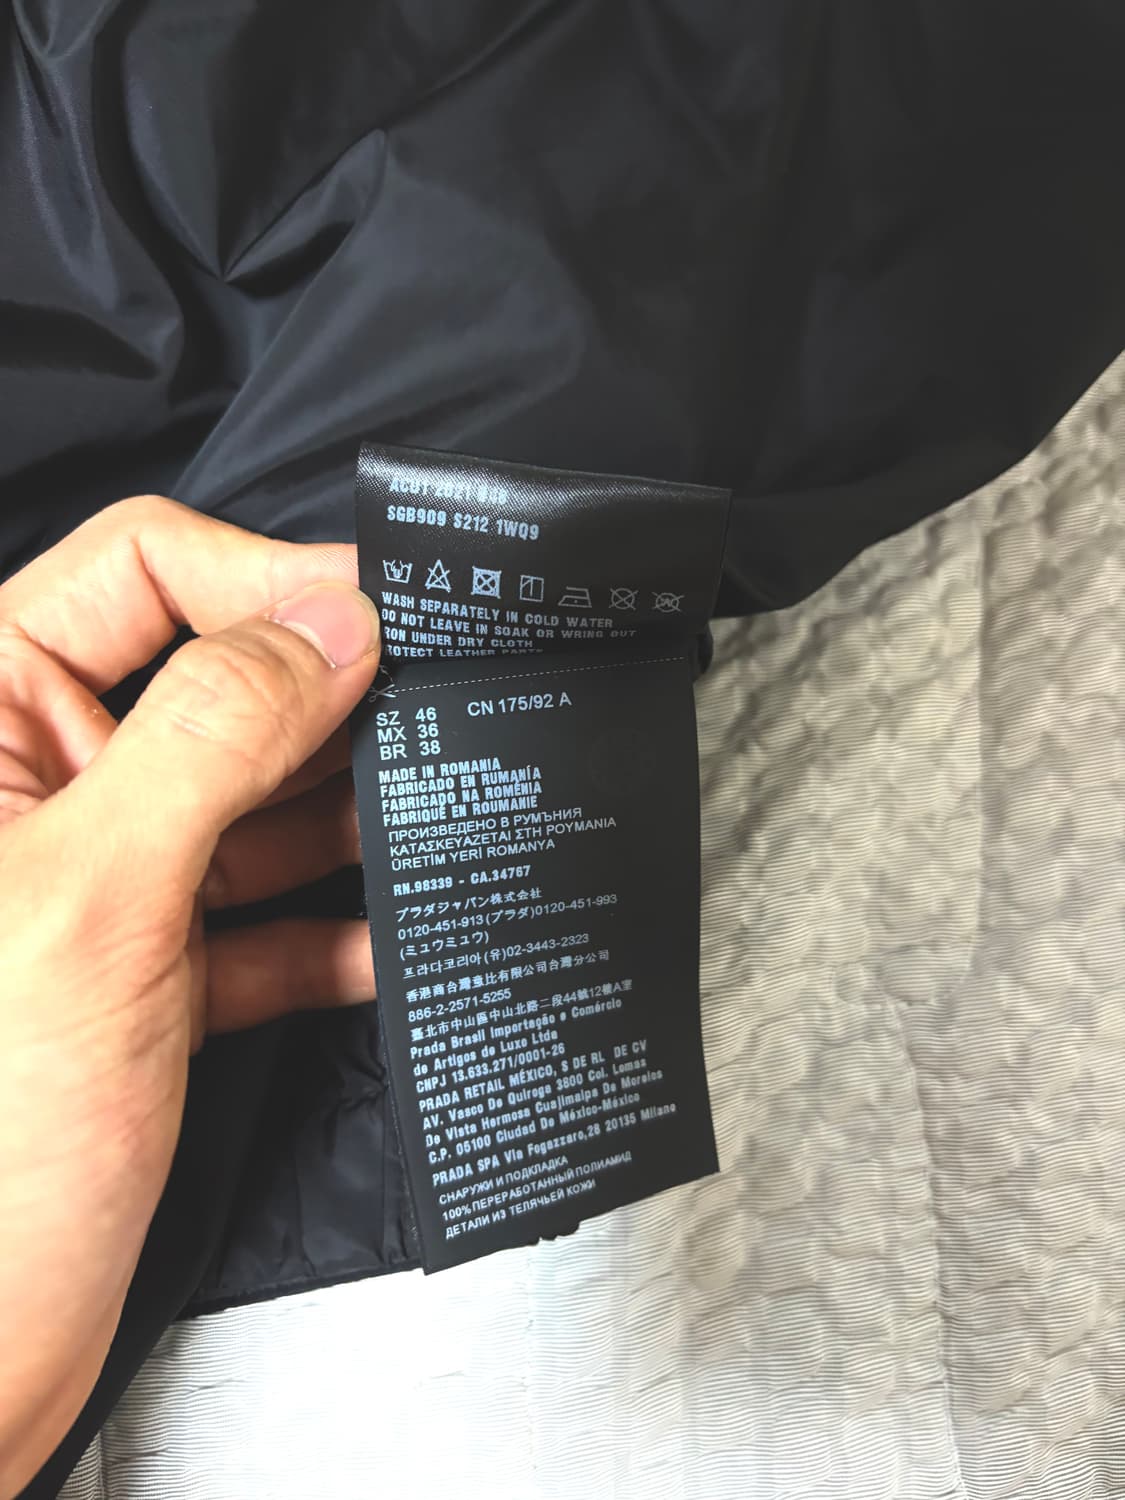 SGB909 S212 1WQ9
WASH SEPARATELY IN COLD WATER
DO NOT LEAVE IN SOAK OR WRING OUT
RON UNDER DRY CLOTH
ROTECT LEATHER PARTS
SZ 46 CN 175/92 A
MX 36
BR 38
MADE IN ROMANIA
FABRICADO EN RUMANÍA
FABRICADO NA ROMÉNIA
FABRIQUÉ EN ROUMANIE
ПРОИЗВЕДЕНО В РУМЪНИЯ
ΚΑΤΑΣΚΕΥΑΖΕΤΑΙ ΣΤΗ ΡΟΥΜΑΝΙΑ
ÜRETİM YERİ ROMANYA
RN.98339 - CA.34767
プラダジャパン株式会社
0120-451-913(プラダ)0120-451-993
(ミュウミュウ)
프라다코리아(유)02-3443-2323
香港商台灣臺比有限公司台灣分公司
886-2-2571-5255
臺北市中山區中山北路二段44號12樓A室
Prada Brasil Importação e Comércio
de Artigos de Luxo Ltda
CNPJ 13.633.271/0001-26
PRADA RETAIL MÉXICO, S DE RL DE CV
AV. Vasco De Quiroga 3800 Col. Lomas
De Vista Hermosa Cuajimalpa De Morelos
C.P. 05100 Ciudad De México-México
PRADA SPA Via Fogazzaro,28 20135 Milano
СНАРУЖИ И ПОДКЛАДКА
100% ПЕРЕРАБОТАННЫЙ ПОЛИАМИД
ДЕТАЛИ ИЗ ТЕЛЯЧЬЕЙ КОЖИ